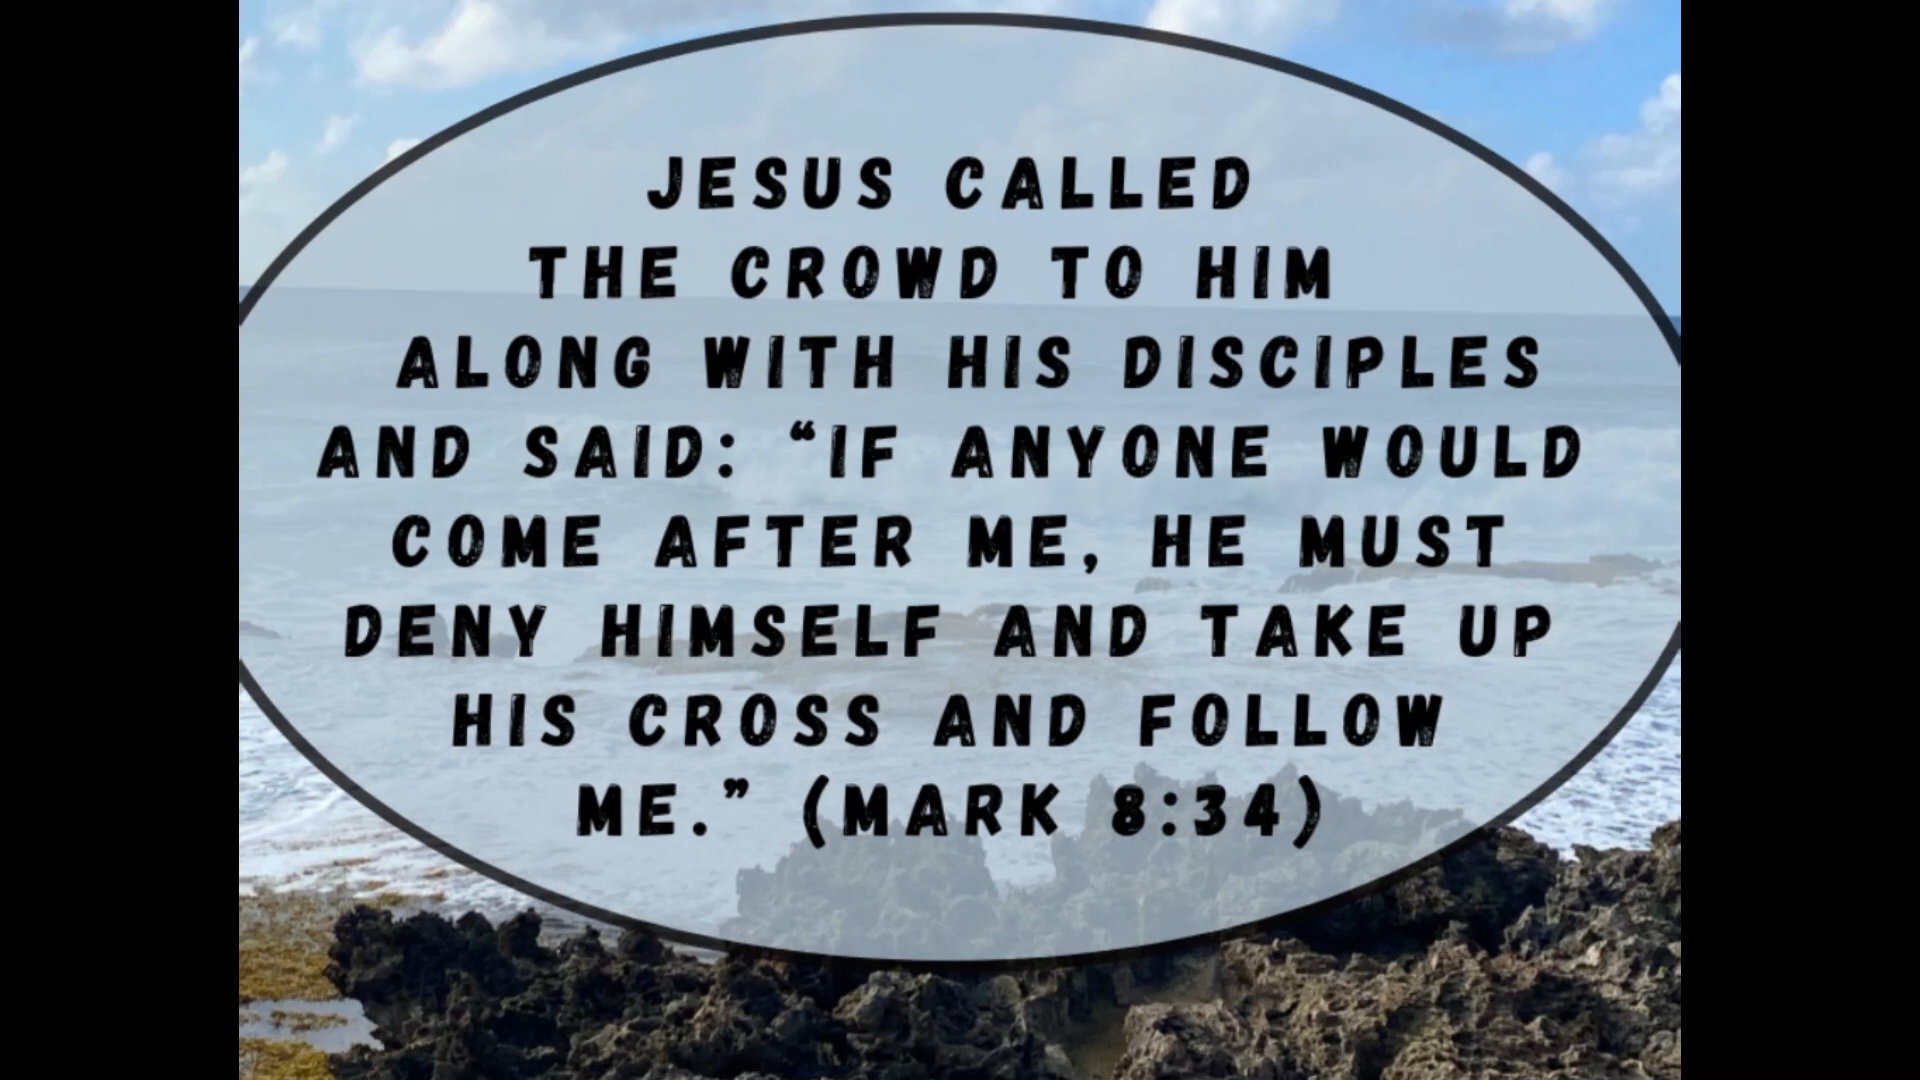 JESUS CALLED
THE CROWD TO HIM
ALONG WITH HIS DISCIPLES
AND SAID: “IF ANYONE WOULD
COME AFTER ME, HE MUST
DENY HIMSELF AND TAKE UP
HIS CROSS AND FOLLOW
ME.” (MARK 8:34)